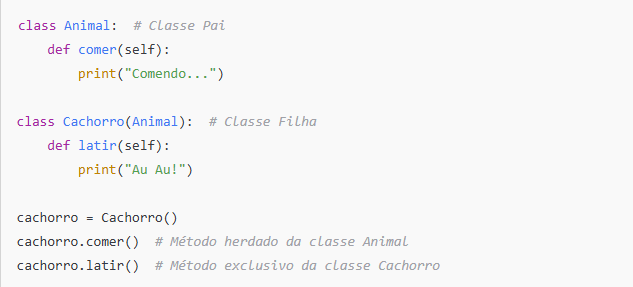 class Animal:  # Classe Pai
    def comer(self):
        print("Comendo...")

class Cachorro(Animal):  # Classe Filha
    def latir(self):
        print("Au Au!")

cachorro = Cachorro()
cachorro.comer()  # Método herdado da classe Animal
cachorro.latir()  # Método exclusivo da classe Cachorro